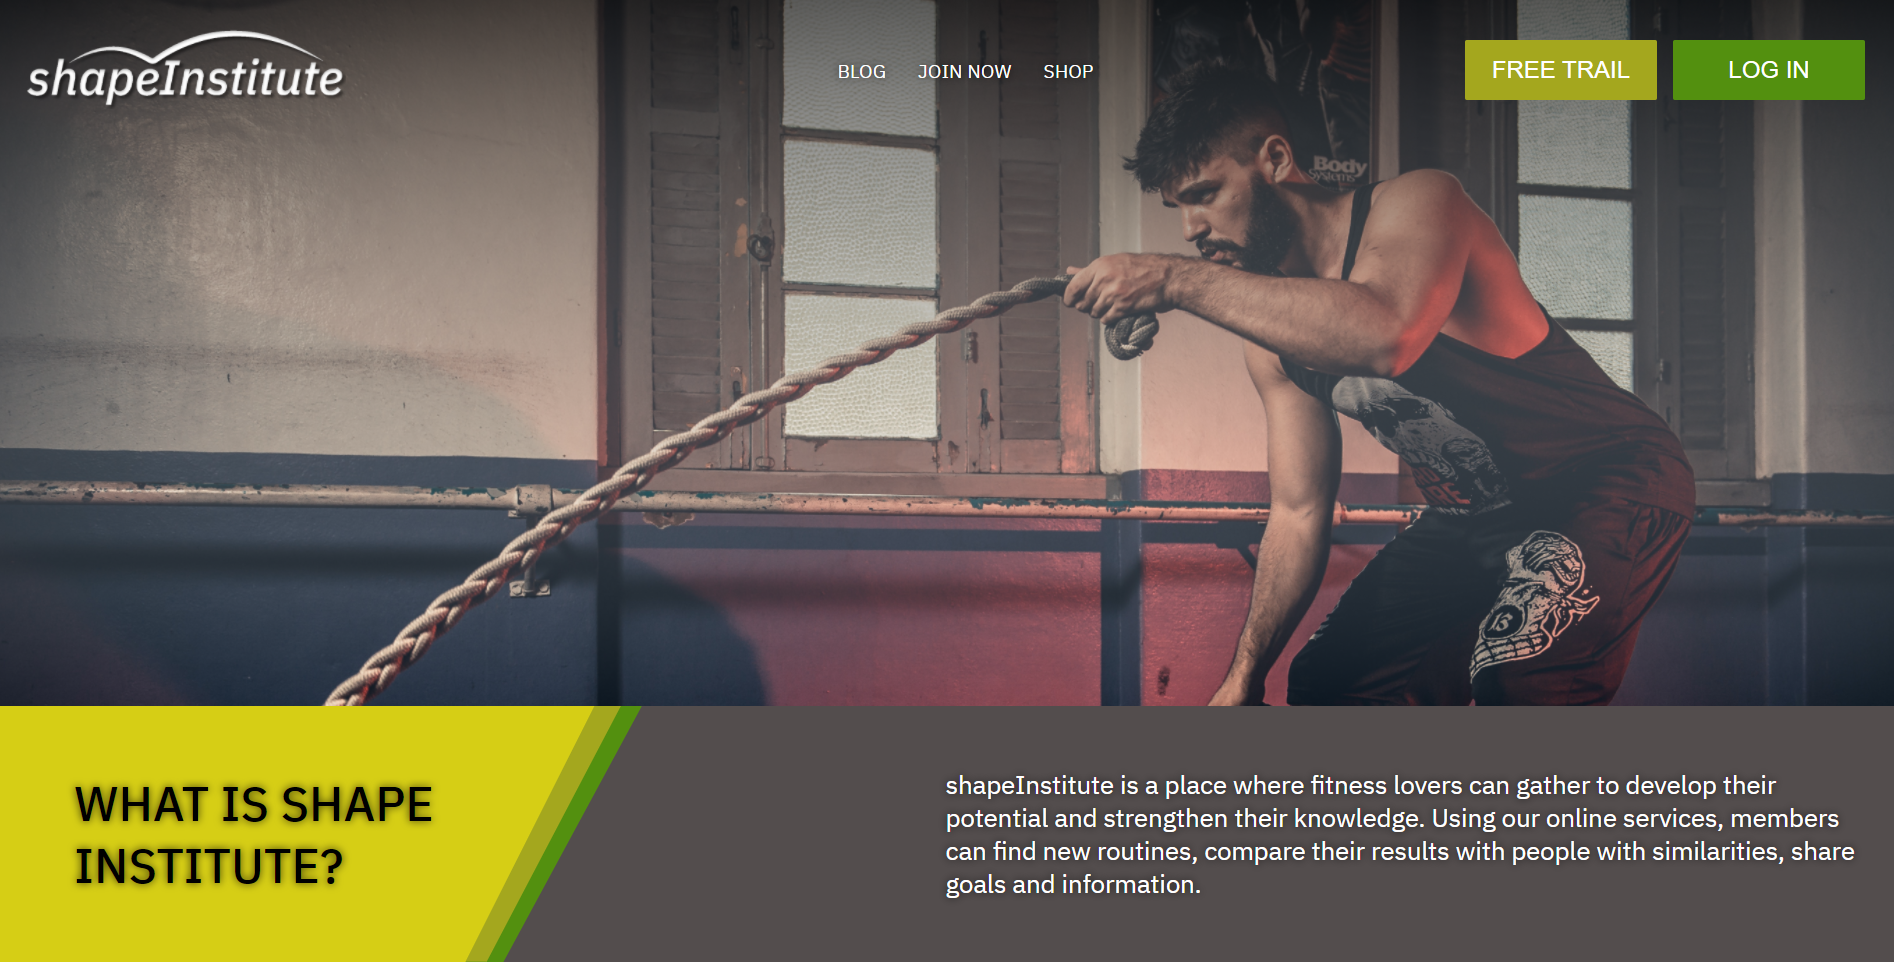 shapeInstitute
BLOG JOIN NOW SHOP
FREE TRAIL
LOG IN
Body
Systems
13
WHAT IS SHAPE
INSTITUTE?
shapeInstitute is a place where fitness lovers can gather to develop their
potential and strengthen their knowledge. Using our online services, members
can find new routines, compare their results with people with similarities, share
goals and information.